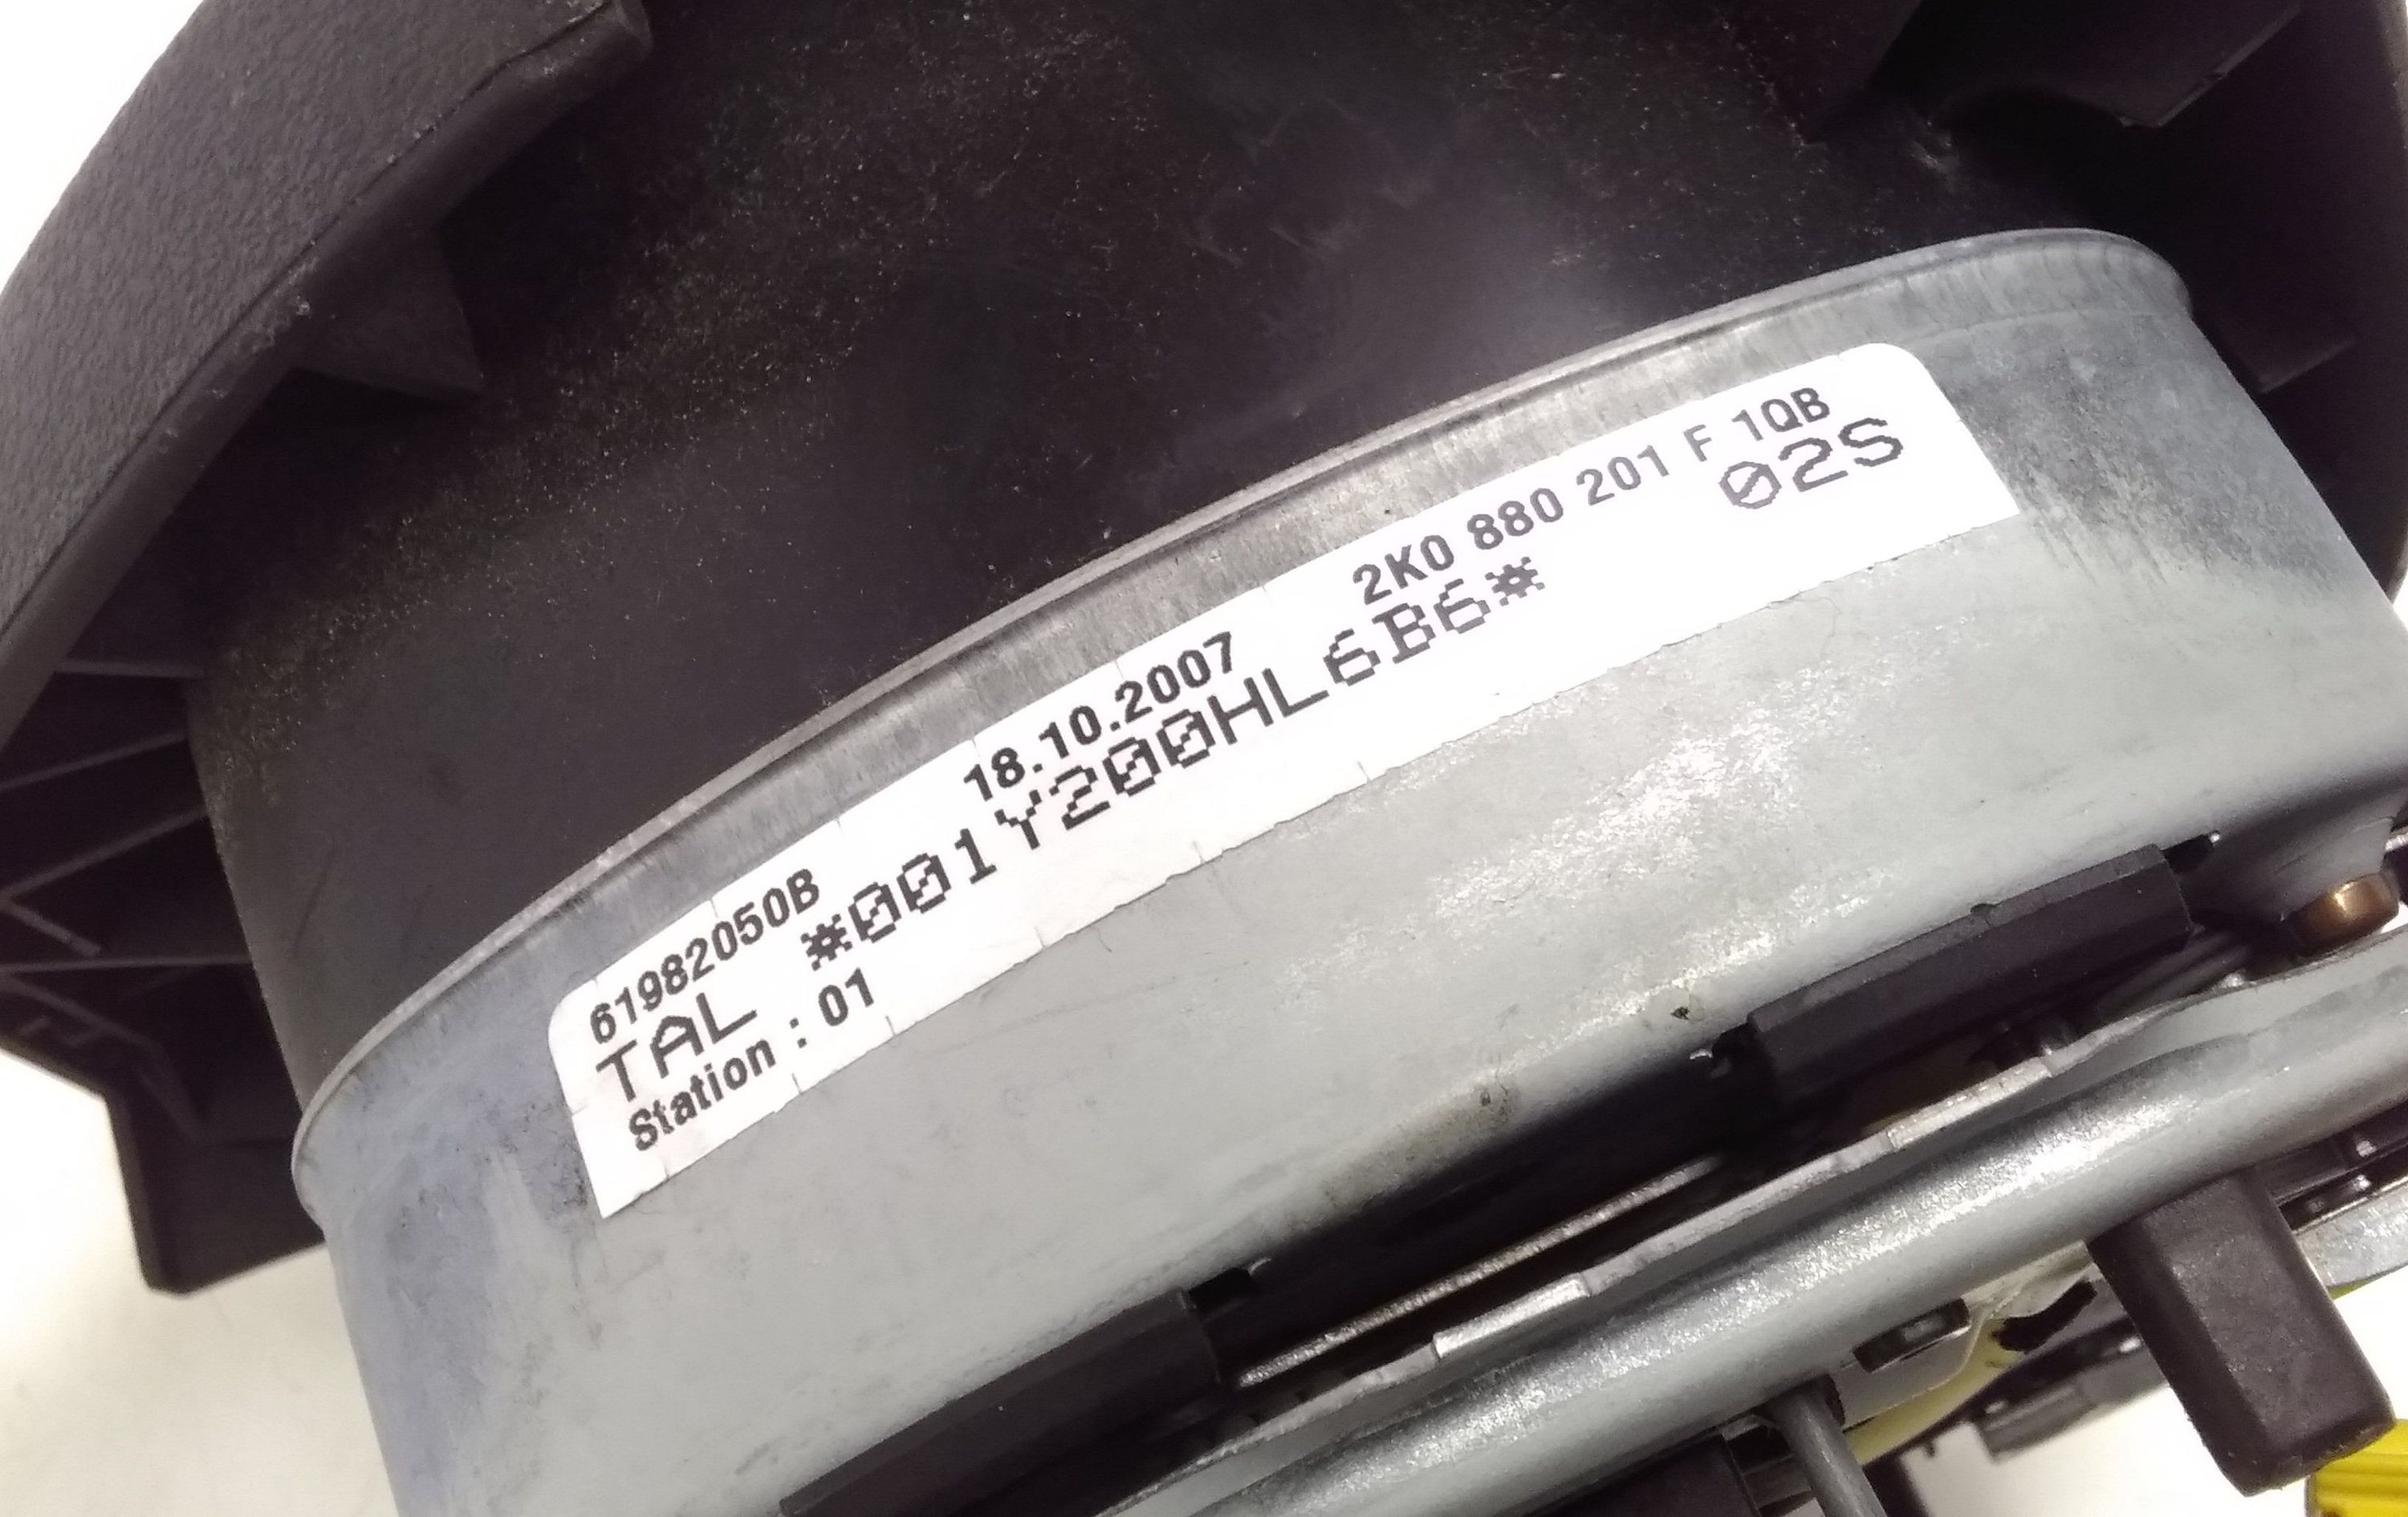 61982050B 18.10.2007 2K0 880 201 F 1QB
TAL *001Y200HL6B6* 02S
Station : 01